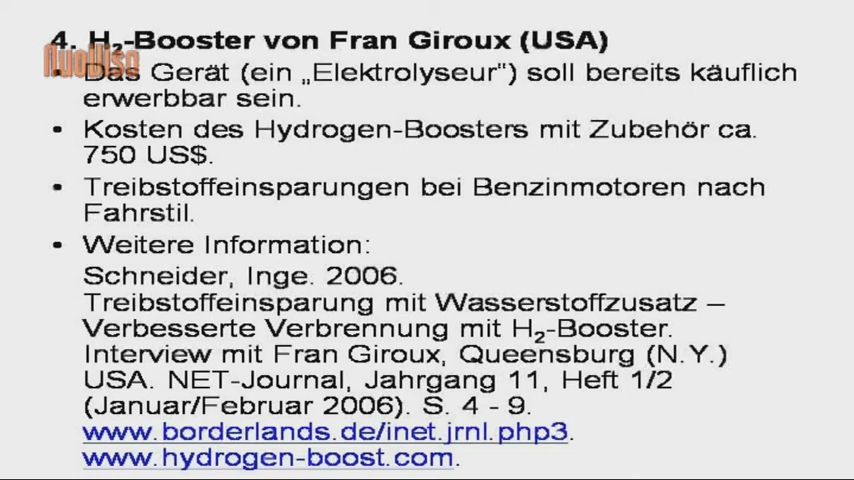 4. H₂-Booster von Fran Giroux (USA)
nuoViso
• Das Gerät (ein „Elektrolyseur“) soll bereits käuflich
erwerbbar sein.
• Kosten des Hydrogen-Boosters mit Zubehör ca.
750 US$.
• Treibstoffeinsparungen bei Benzinmotoren nach
Fahrstil.
• Weitere Information:
Schneider, Inge. 2006.
Treibstoffeinsparung mit Wasserstoffzusatz –
Verbesserte Verbrennung mit H₂-Booster.
Interview mit Fran Giroux, Queensburg (N.Y.)
USA. NET-Journal, Jahrgang 11, Heft 1/2
(Januar/Februar 2006). S. 4 - 9.
www.borderlands.de/inet.jrnl.php3.
www.hydrogen-boost.com.